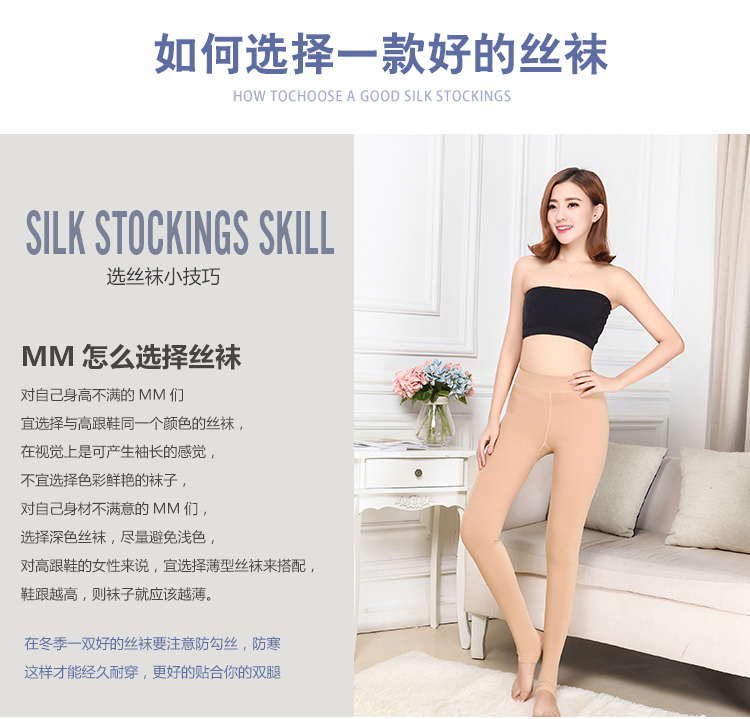 如何选择一款好的丝袜
HOW TOCHOOSE A GOOD SILK STOCKINGS
SILK STOCKINGS SKILL
选丝袜小技巧
MM 怎么选择丝袜
对自己身高不满的 MM 们
宜选择与高跟鞋同一个颜色的丝袜，
在视觉上是可产生袖长的感觉，
不宜选择色彩鲜艳的袜子，
对自己身材不满意的 MM 们，
选择深色丝袜，尽量避免浅色，
对高跟鞋的女性来说，宜选择薄型丝袜来搭配，
鞋跟越高，则袜子就应该越薄。
在冬季一双好的丝袜要注意防勾丝，防寒
这样才能经久耐穿，更好的贴合你的双腿